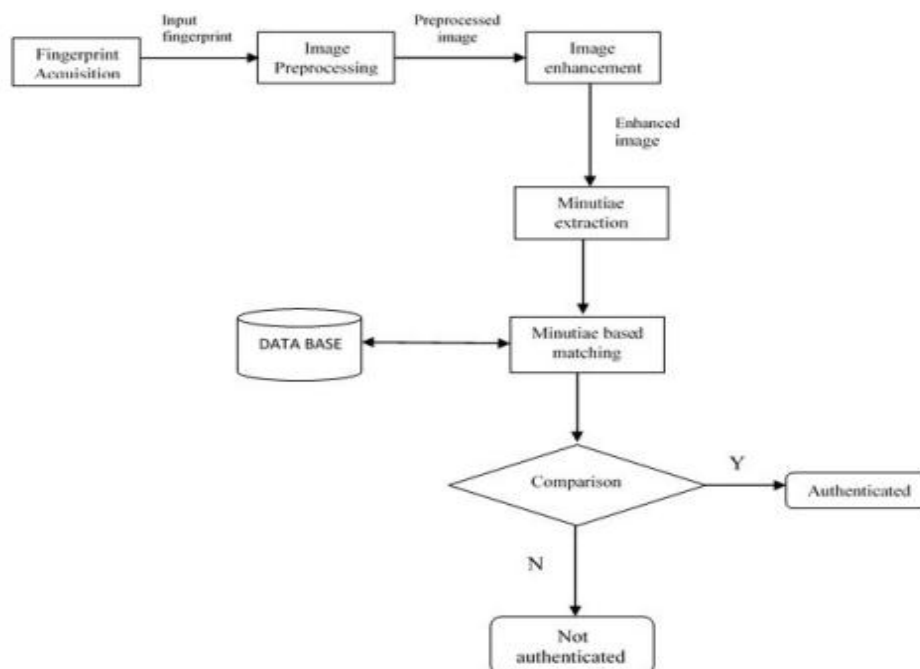 Input
fingerprint
Preprocessed
image
Fingerprint
Acquisition
Image
Preprocessing
Image
enhancement
Enhanced
image
Minutiae
extraction
DATA BASE
Minutiae based
matching
Comparison
Y
Authenticated
N
Not
authenticated